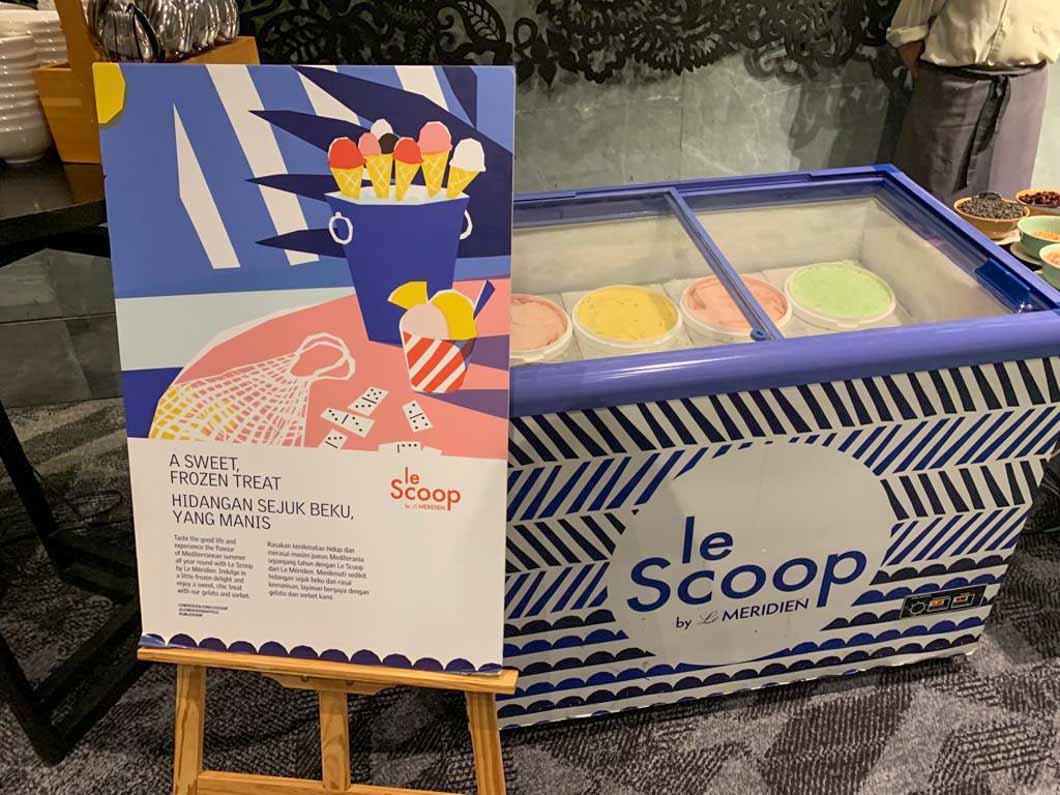 A SWEET,
FROZEN TREAT
HIDANGAN SEJUK BEKU,
YANG MANIS
le
Scoop
by Le MERIDIEN
Taste the good life and
experience the flavour
of Mediterranean summer
all year round with Le Scoop
by Le Méridien. Indulge in
a little frozen delight and
enjoy a sweet, chic treat
with our gelato and sorbet.
Rasakan kenikmatan hidup dan
merasai musim panas Mediterania
sepanjang tahun dengan Le Scoop
dari Le Méridien. Menikmati sedikit
hidangan sejuk beku dan rasai
kemanisan, layanan bergaya dengan
gelato dan sorbet kami.
le
Scoop
by Le MERIDIEN